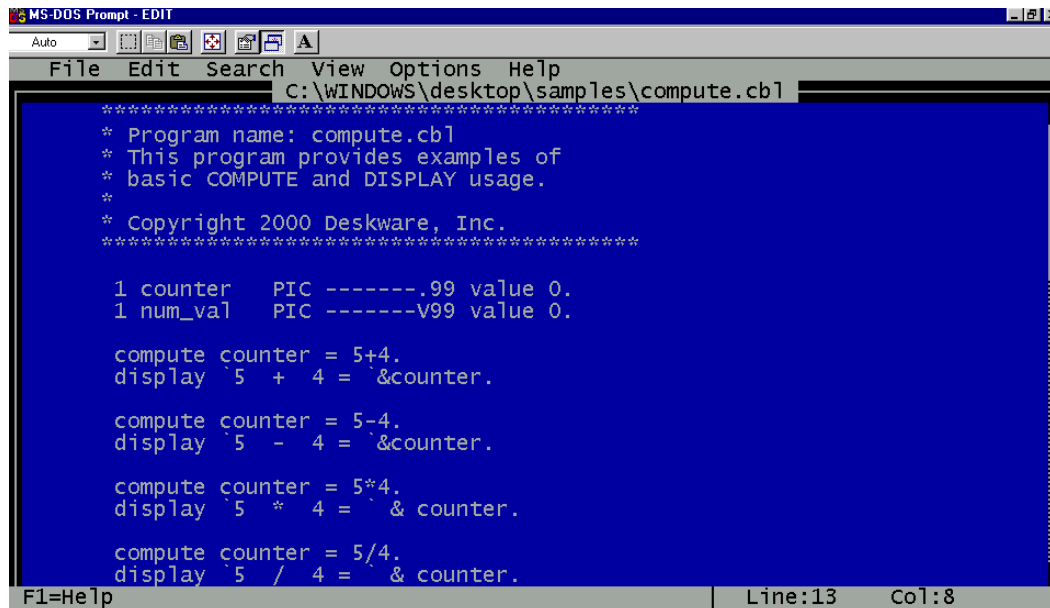 MS-DOS Prompt - EDIT
Auto A
File Edit Search View Options Help
C:\WINDOWS\desktop\samples\compute.cbl
*****************************************
* Program name: compute.cbl
* This program provides examples of
* basic COMPUTE and DISPLAY usage.
*
* Copyright 2000 Deskware, Inc.
*****************************************
1 counter   PIC -------.99 value 0.
1 num_val   PIC -------V99 value 0.
compute counter = 5+4.
display `5  +  4 = `&counter.
compute counter = 5-4.
display `5  -  4 = `&counter.
compute counter = 5*4.
display `5  *  4 = ` & counter.
compute counter = 5/4.
display `5  /  4 = ` & counter.
F1=Help Line:13 Col:8